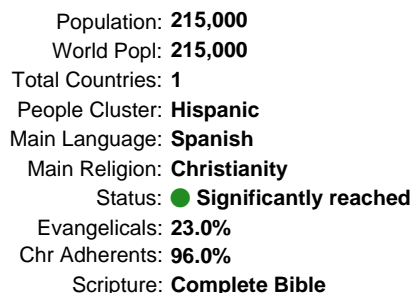 Population: 215,000
World Popl: 215,000
Total Countries: 1
People Cluster: Hispanic
Main Language: Spanish
Main Religion: Christianity
Status: Significantly reached
Evangelicals: 23.0%
Chr Adherents: 96.0%
Scripture: Complete Bible